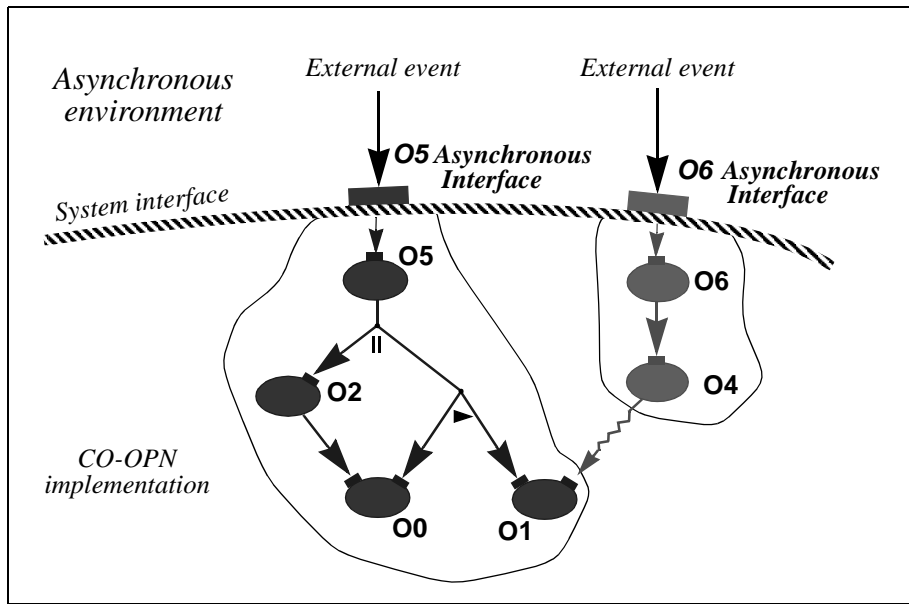 External event
External event
Asynchronous
environment
O5 Asynchronous
Interface
O6 Asynchronous
Interface
System interface
O5
O6
II
O2
O4
CO-OPN
implementation
O0
O1